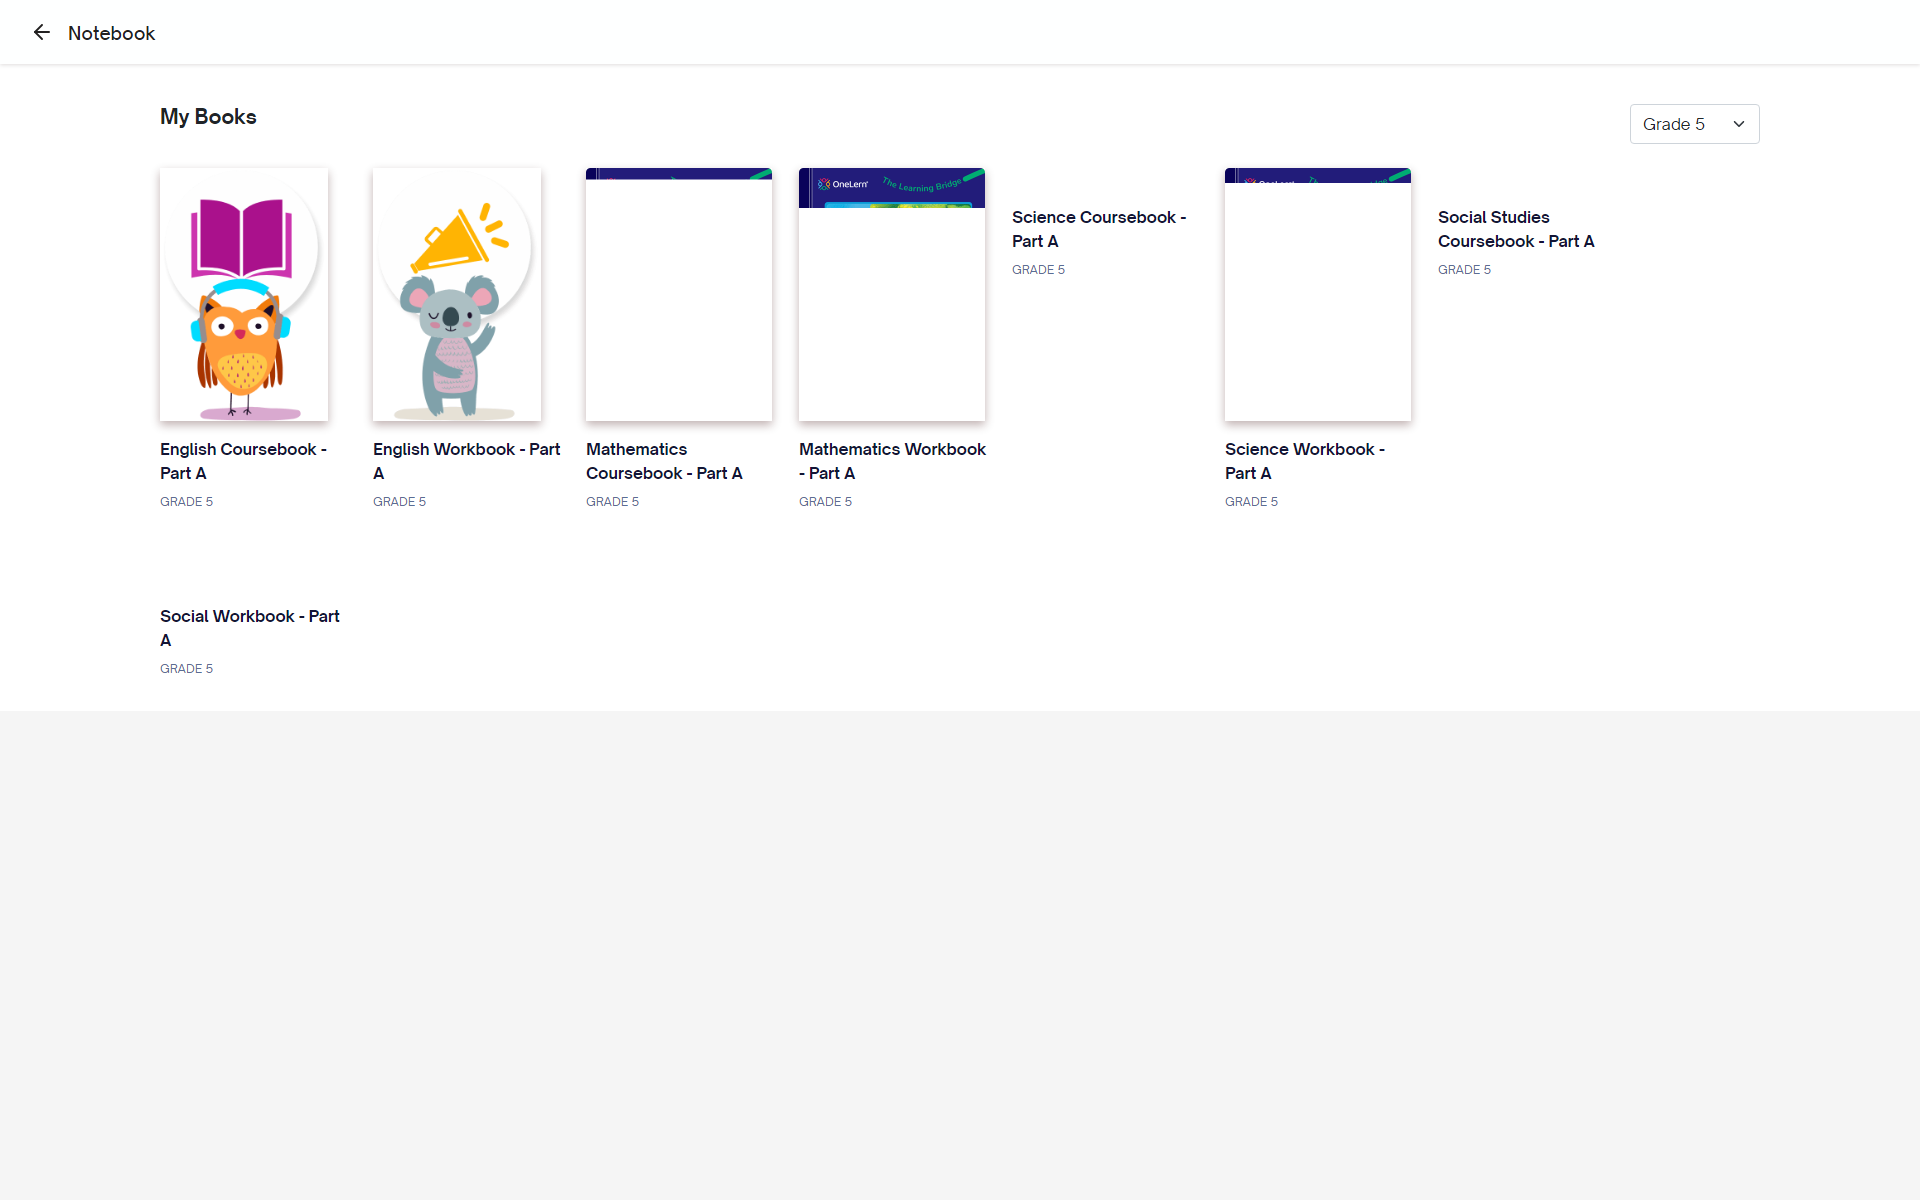 Notebook
My Books
Grade 5
OneLern
The Learning Bridge
English Coursebook -
Part A
GRADE 5
English Workbook - Part
A
GRADE 5
Mathematics
Coursebook - Part A
GRADE 5
Mathematics Workbook
- Part A
GRADE 5
Science Coursebook -
Part A
GRADE 5
Science Workbook -
Part A
GRADE 5
Social Studies
Coursebook - Part A
GRADE 5
Social Workbook - Part
A
GRADE 5